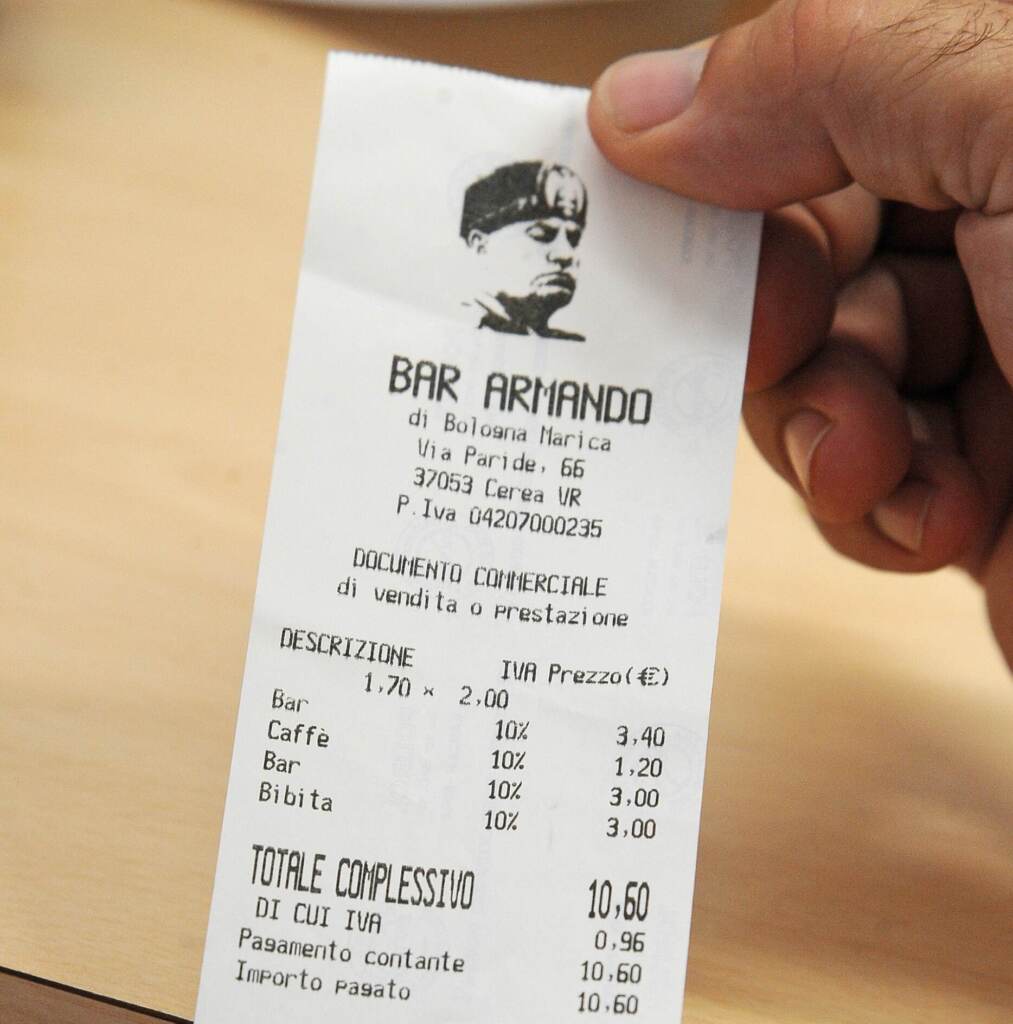 BAR ARMANDO
di Bologna Marica
Via Paride, 66
37053 Cerea VR
P.Iva 04207000235
DOCUMENTO COMMERCIALE
di vendita o prestazione
DESCRIZIONE IVA Prezzo(€)
1,70 × 2,00
Bar 10% 3,40
Caffè 10% 1,20
Bar 10% 3,00
Bibita 10% 3,00
TOTALE COMPLESSIVO 10,60
DI CUI IVA 0,96
Pagamento contante 10,60
Importo pagato 10,60